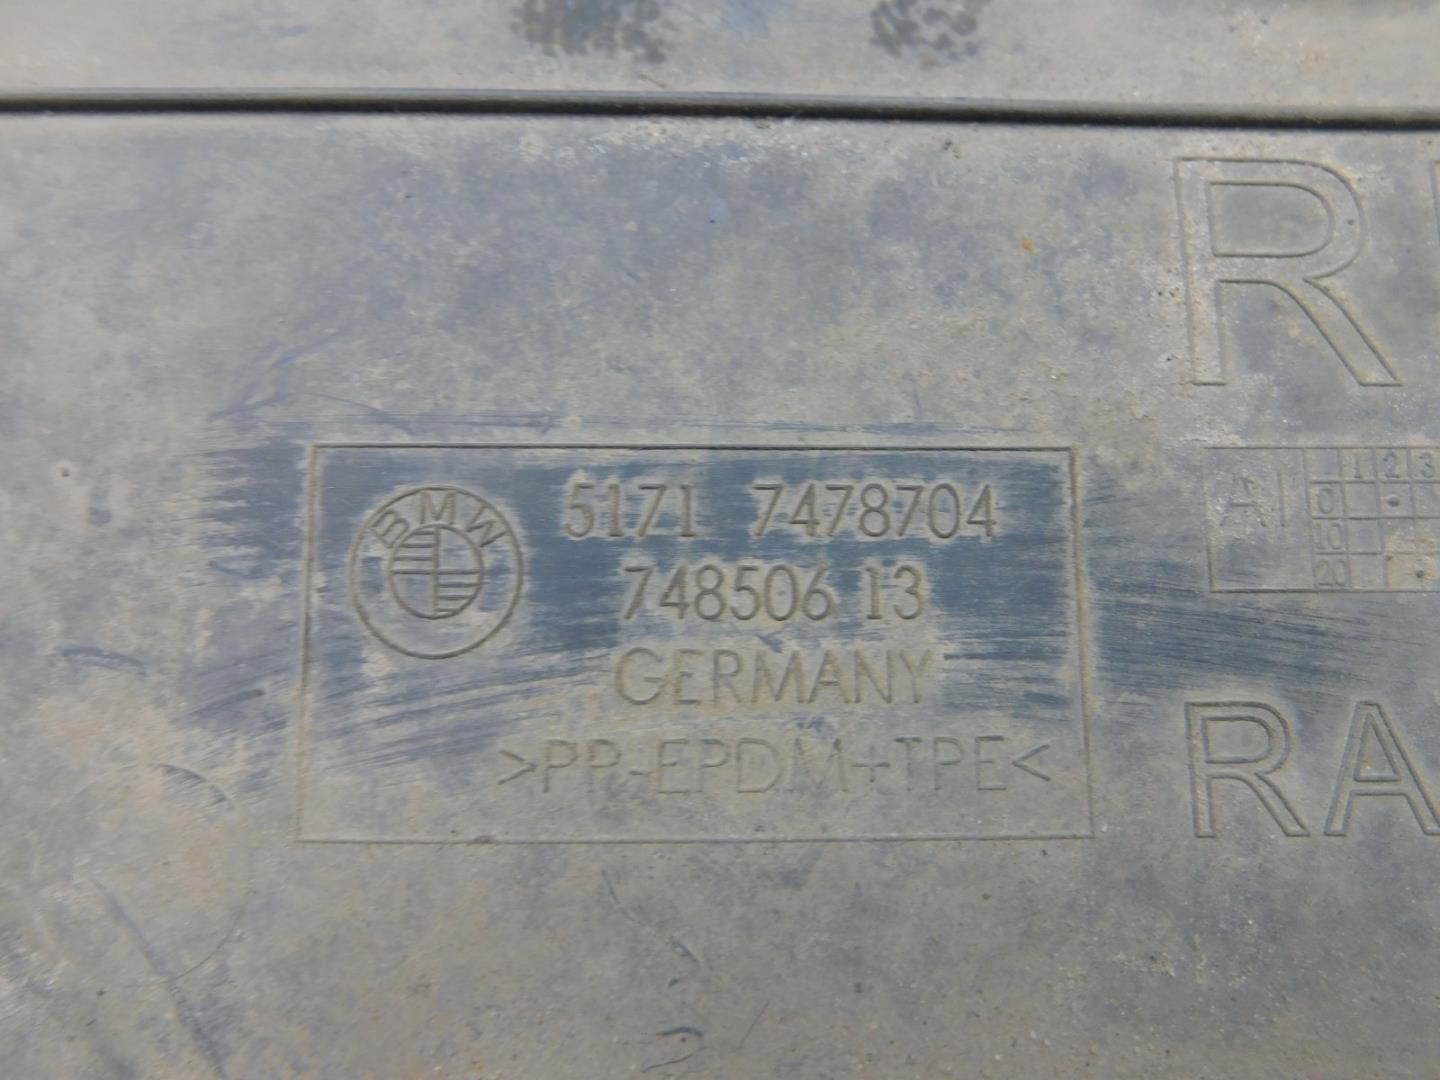 R
BMW
5171 7478704
748506 13
GERMANY
>PP-EPDM+TPE<
AI
1 2 3
0
10
20
RA